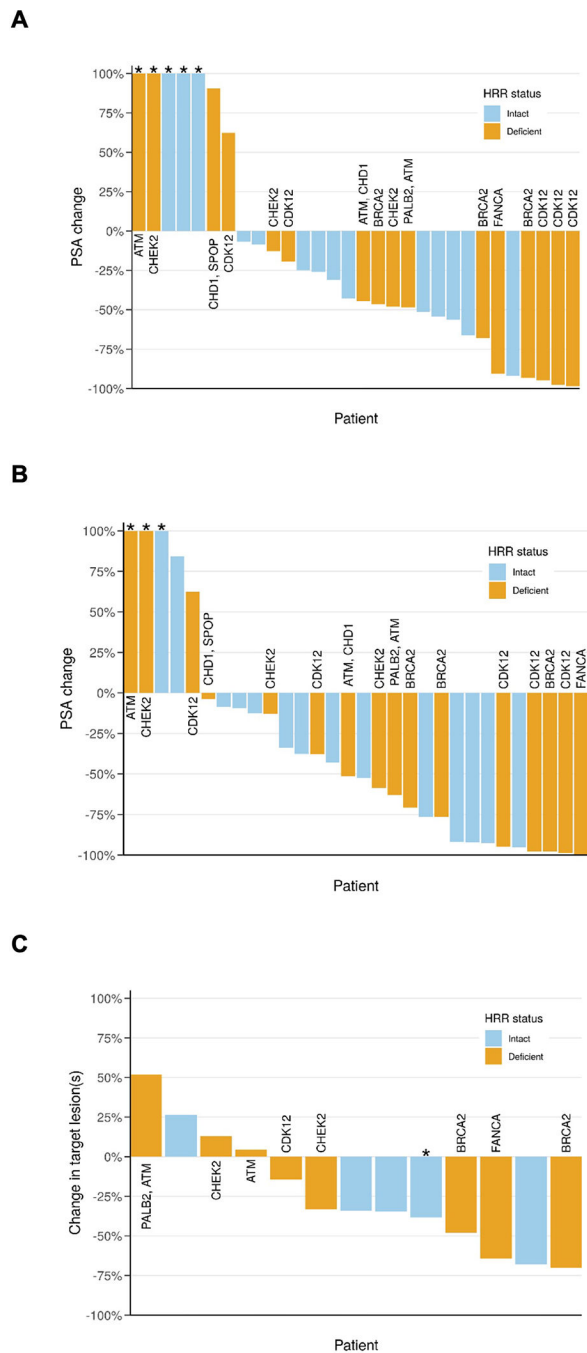 A
* * * * *
HRR status
Intact
Deficient
100%
75%
50%
25%
0%
-25%
-50%
-75%
-100%
PSA change
ATM
CHEK2
CHD1, SPOP
CDK12
CHEK2
CDK12
ATM, CHD1
BRCA2
CHEK2
PALB2, ATM
BRCA2
FANCA
BRCA2
CDK12
CDK12
CDK12
Patient
B
* * *
HRR status
Intact
Deficient
100%
75%
50%
25%
0%
-25%
-50%
-75%
-100%
PSA change
ATM
CHEK2
CDK12
CHD1, SPOP
CHEK2
CDK12
ATM, CHD1
CHEK2
PALB2, ATM
BRCA2
BRCA2
CDK12
CDK12
BRCA2
CDK12
FANCA
Patient
C
HRR status
Intact
Deficient
100%
75%
50%
25%
0%
-25%
-50%
-75%
-100%
Change in target lesion(s)
PALB2, ATM
CHEK2
ATM
CDK12
CHEK2
*
BRCA2
FANCA
BRCA2
Patient